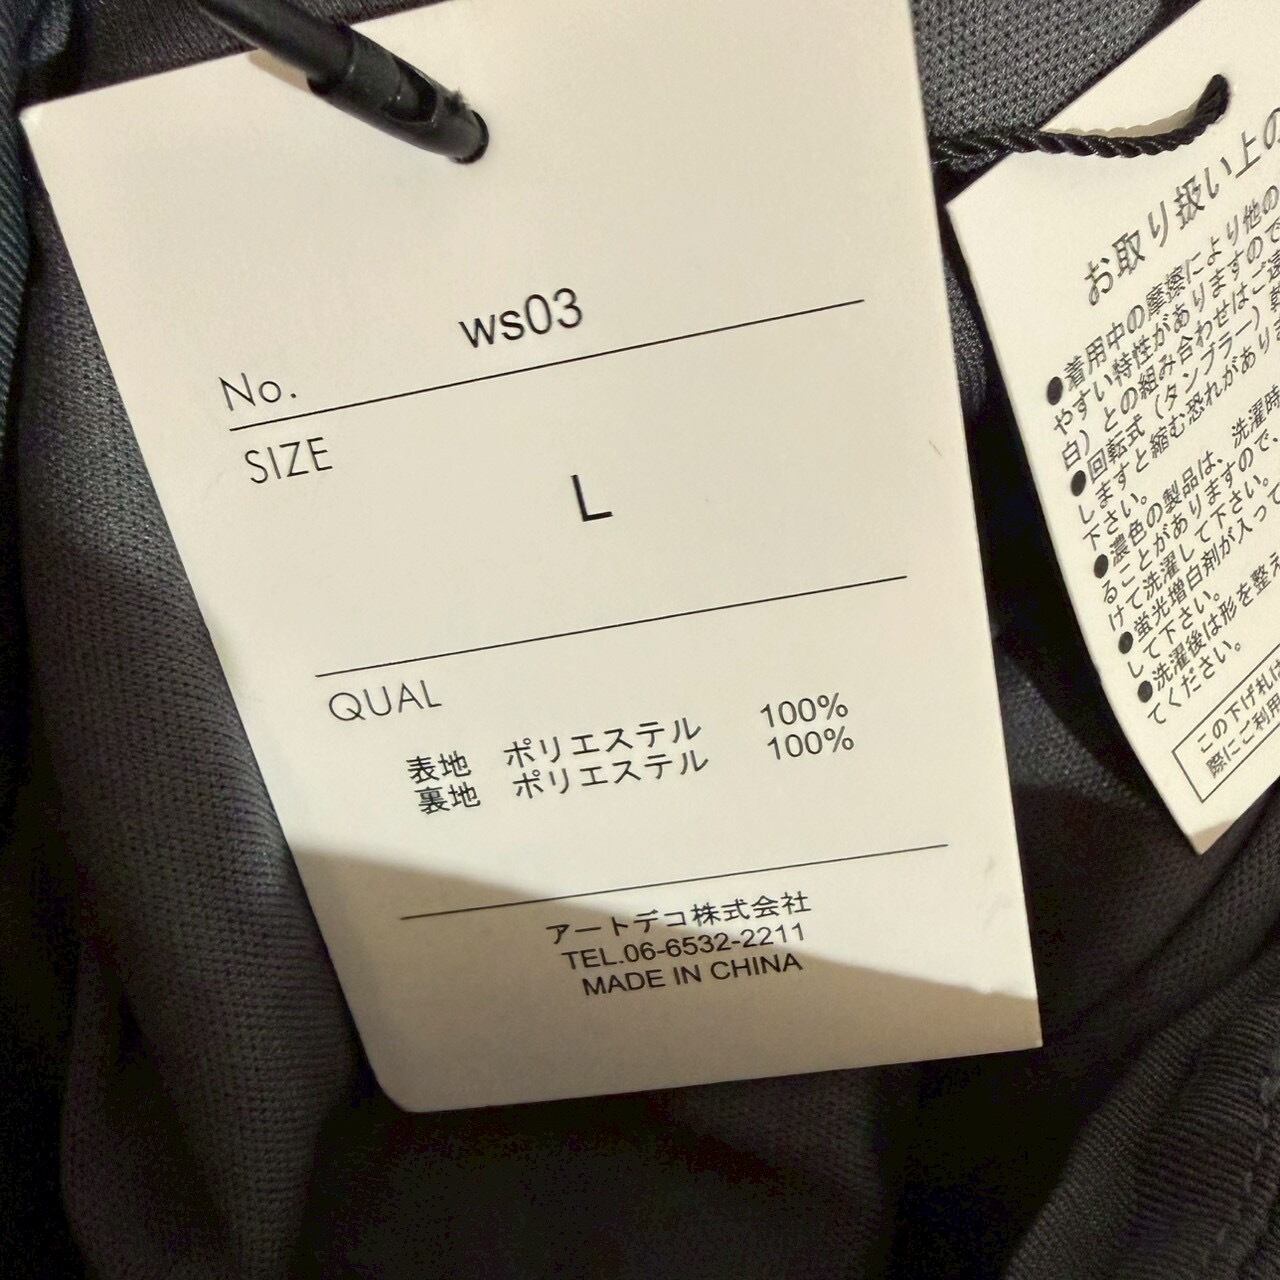 ws03
No.
SIZE
L
QUAL
表地 ポリエステル 100%
裏地 ポリエステル 100%
アートデコ株式会社
TEL.06-6532-2211
MADE IN CHINA
お取り扱い上の
●着用中の摩擦により他の
やすい特性がありますので
白）との組み合わせはご遠
●回転式（タンブラー）乾
しますと縮む恐れがありま
下さい。
●濃色の製品は、洗濯時
ることがありますので、
けて洗濯して下さい。
●蛍光増白剤が入って
して下さい。
●洗濯後は形を整え
てください。
この下げ札は
際にご利用